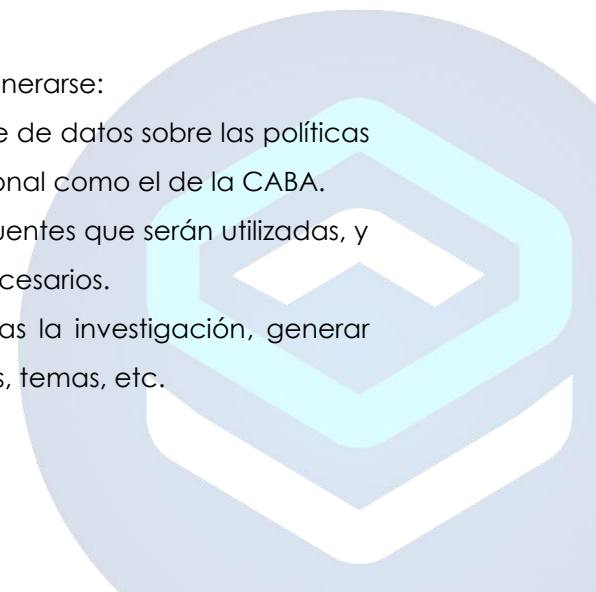 nerarse:
e de datos sobre las políticas
onal como el de la CABA.
uentes que serán utilizadas, y
cesarios.
as la investigación, generar
s, temas, etc.